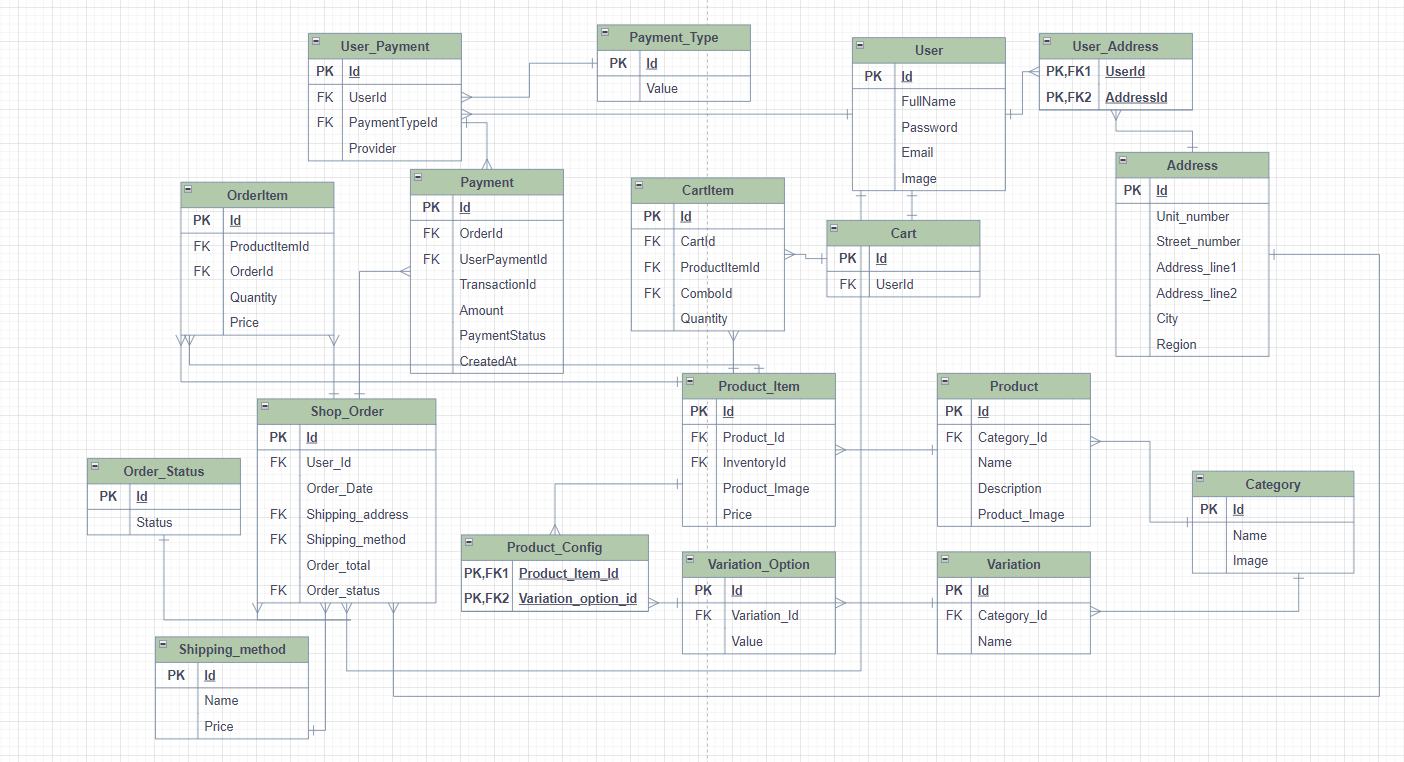 User_Payment
PK Id
FK UserId
FK PaymentTypeId
Provider
Payment_Type
PK Id
Value
User
PK Id
FullName
Password
Email
Image
User_Address
PK,FK1 UserId
PK,FK2 AddressId
Address
PK Id
Unit_number
Street_number
Address_line1
Address_line2
City
Region
OrderItem
PK Id
FK ProductItemId
FK OrderId
Quantity
Price
Payment
PK Id
FK OrderId
FK UserPaymentId
TransactionId
Amount
PaymentStatus
CreatedAt
CartItem
PK Id
FK CartId
FK ProductItemId
FK ComboId
Quantity
Cart
PK Id
FK UserId
Shop_Order
PK Id
FK User_Id
Order_Date
FK Shipping_address
FK Shipping_method
Order_total
FK Order_status
Product_Item
PK Id
FK Product_Id
FK InventoryId
Product_Image
Price
Product
PK Id
FK Category_Id
Name
Description
Product_Image
Order_Status
PK Id
Status
Category
PK Id
Name
Image
Product_Config
PK,FK1 Product_Item_Id
PK,FK2 Variation_option_id
Variation_Option
PK Id
FK Variation_Id
Value
Variation
PK Id
FK Category_Id
Name
Shipping_method
PK Id
Name
Price